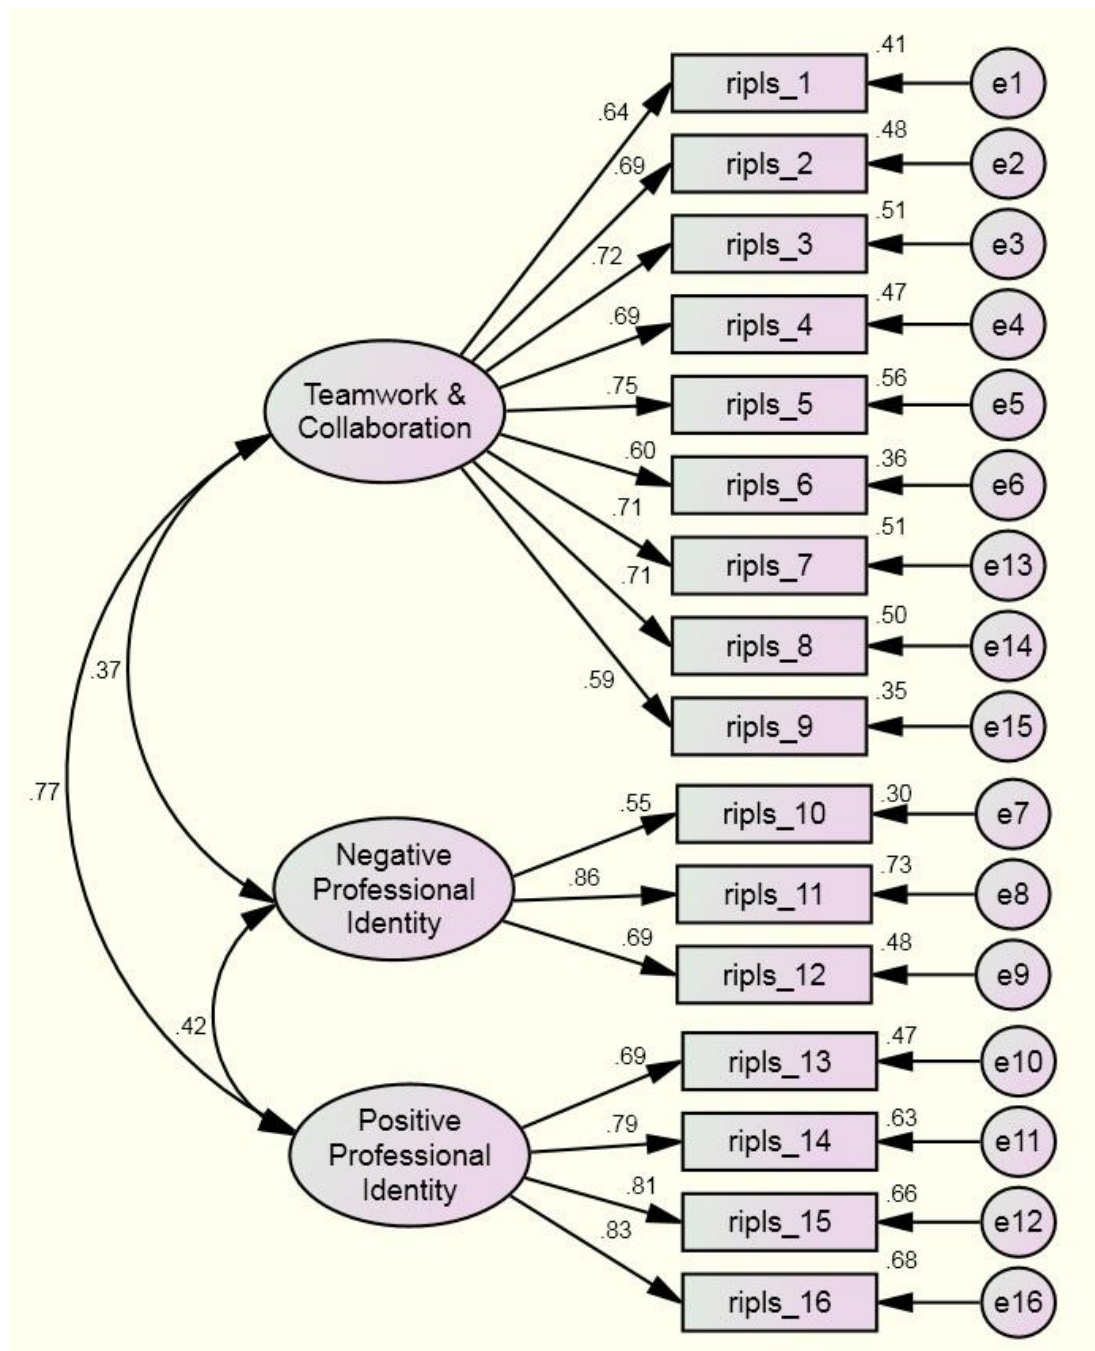 .41
.64 ripls_1 e1
.48
.69 ripls_2 e2
.51
.72 ripls_3 e3
.47
.69 ripls_4 e4
Teamwork &
Collaboration
.56
.75 ripls_5 e5
.36
.60 ripls_6 e6
.51
.71 ripls_7 e13
.50
.71 ripls_8 e14
.35
.59 ripls_9 e15
.37
.77
.30
.55 ripls_10 e7
Negative
Professional
Identity
.73
.86 ripls_11 e8
.48
.69 ripls_12 e9
.42
.47
.69 ripls_13 e10
Positive
Professional
Identity
.63
.79 ripls_14 e11
.66
.81 ripls_15 e12
.68
.83 ripls_16 e16